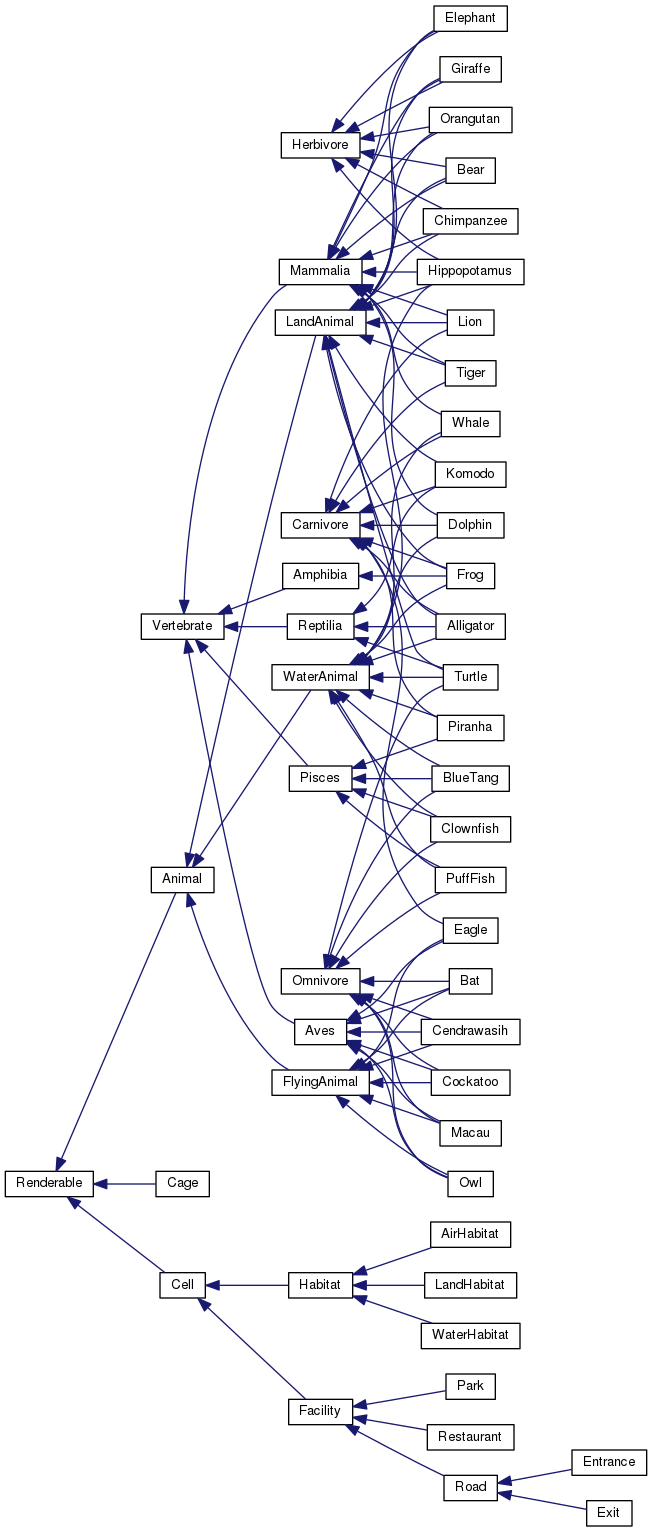 Elephant
Giraffe
Orangutan
Herbivore
Bear
Chimpanzee
Mammalia
Hippopotamus
LandAnimal
Lion
Tiger
Whale
Komodo
Carnivore
Dolphin
Amphibia
Frog
Vertebrate
Reptilia
Alligator
WaterAnimal
Turtle
Piranha
Pisces
BlueTang
Clownfish
Animal
PuffFish
Eagle
Omnivore
Bat
Aves
Cendrawasih
FlyingAnimal
Cockatoo
Macau
Renderable
Cage
Owl
AirHabitat
Cell
Habitat
LandHabitat
WaterHabitat
Park
Facility
Restaurant
Entrance
Road
Exit